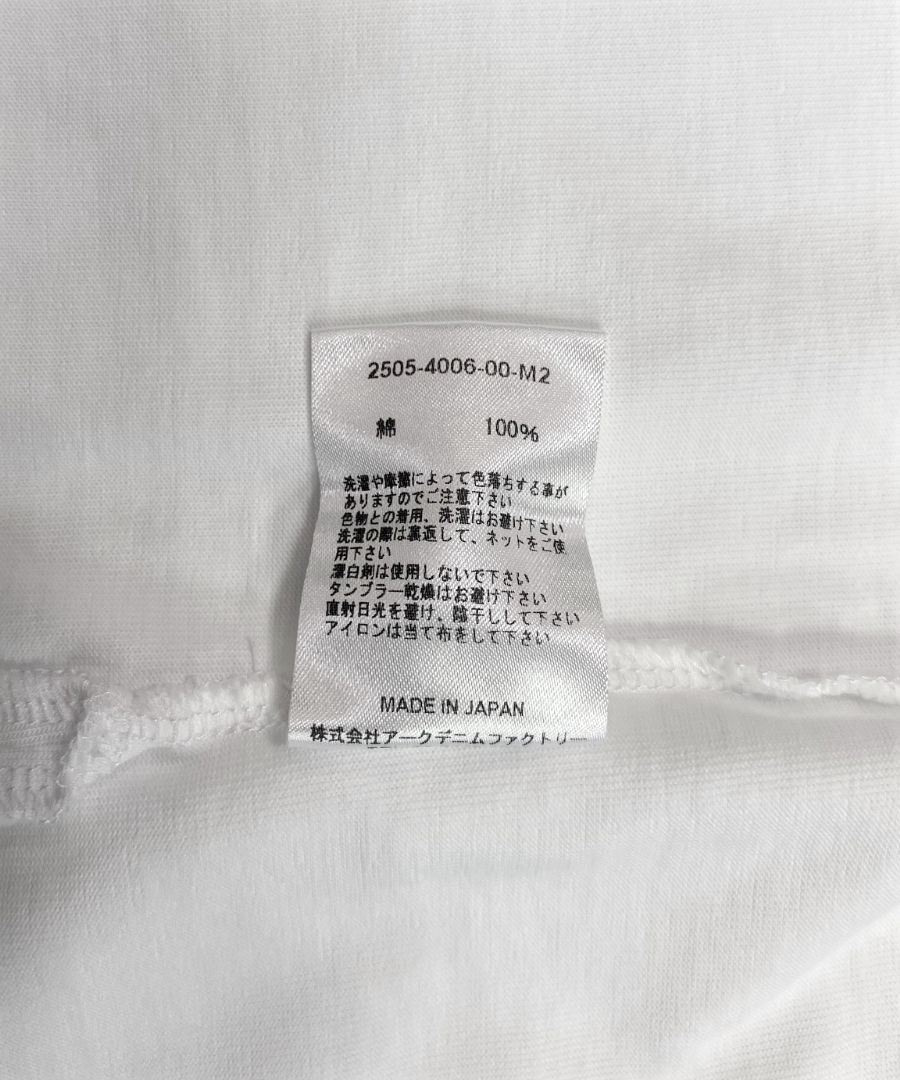 2505-4006-00-M2
綿 100%
洗濯や摩擦によって色落ちする事が
ありますのでご注意下さい
色物との着用、洗濯はお避け下さい
洗濯の際は裏返して、ネットをご使
用下さい
漂白剤は使用しないで下さい
タンブラー乾燥はお避け下さい
直射日光を避け、陰干しして下さい
アイロンは当て布をして下さい
MADE IN JAPAN
株式会社アークデニムファクトリー